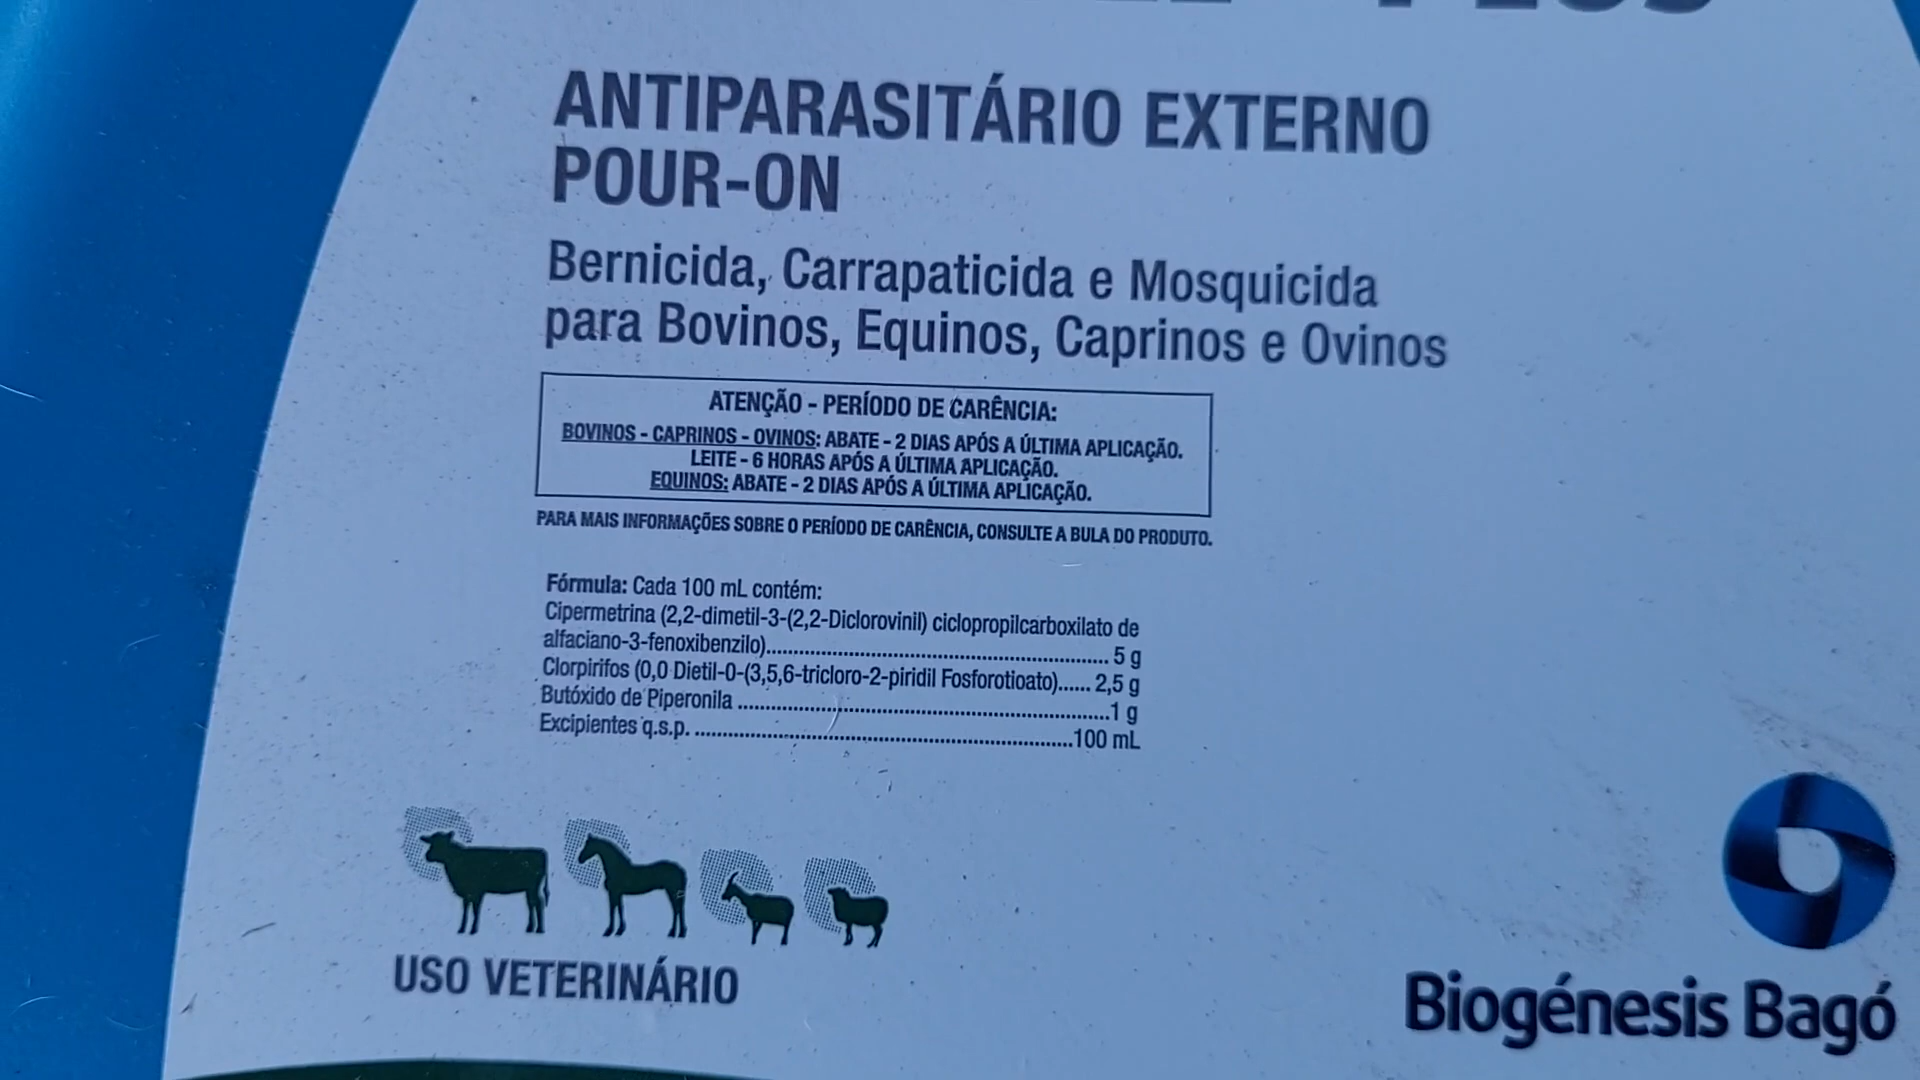 ANTIPARASITÁRIO EXTERNO
POUR-ON
Bernicida, Carrapaticida e Mosquicida
para Bovinos, Equinos, Caprinos e Ovinos
ATENÇÃO - PERÍODO DE CARÊNCIA:
BOVINOS - CAPRINOS - OVINOS: ABATE - 2 DIAS APÓS A ÚLTIMA APLICAÇÃO.
LEITE - 6 HORAS APÓS A ÚLTIMA APLICAÇÃO.
EQUINOS: ABATE - 2 DIAS APÓS A ÚLTIMA APLICAÇÃO.
PARA MAIS INFORMAÇÕES SOBRE O PERÍODO DE CARÊNCIA, CONSULTE A BULA DO PRODUTO.
Fórmula: Cada 100 mL contém:
Cipermetrina (2,2-dimetil-3-(2,2-Diclorovinil) ciclopropilcarboxilato de
alfaciano-3-fenoxibenzilo)..................................................... 5 g
Clorpirifos (0,0 Dietil-0-(3,5,6-tricloro-2-piridil Fosforotioato)...... 2,5 g
Butóxido de Piperonila ..........................................................1 g
Excipientes q.s.p. ...........................................................100 mL
USO VETERINÁRIO
Biogénesis Bagó